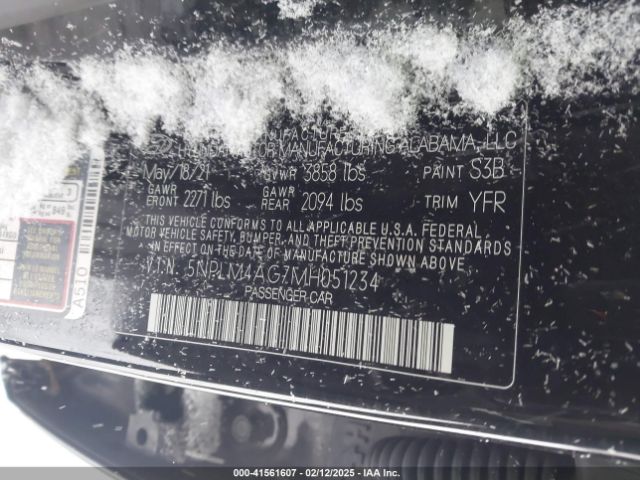 MANUFACTURING ALABAMA, LLC
May/18/21 GVWR 3858 lbs PAINT S3B
GAWR FRONT 2271 lbs GAWR REAR 2094 lbs TRIM YFR
THIS VEHICLE CONFORMS TO ALL APPLICABLE U.S.A. FEDERAL
MOTOR VEHICLE SAFETY, BUMPER, AND THEFT PREVENTION STANDARDS
IN EFFECT ON THE DATE OF MANUFACTURE SHOWN ABOVE.
V.I.N. 5NPLM4AG7MH051234
PASSENGER CAR
A510
000-41561607 - 02/12/2025 - IAA Inc.